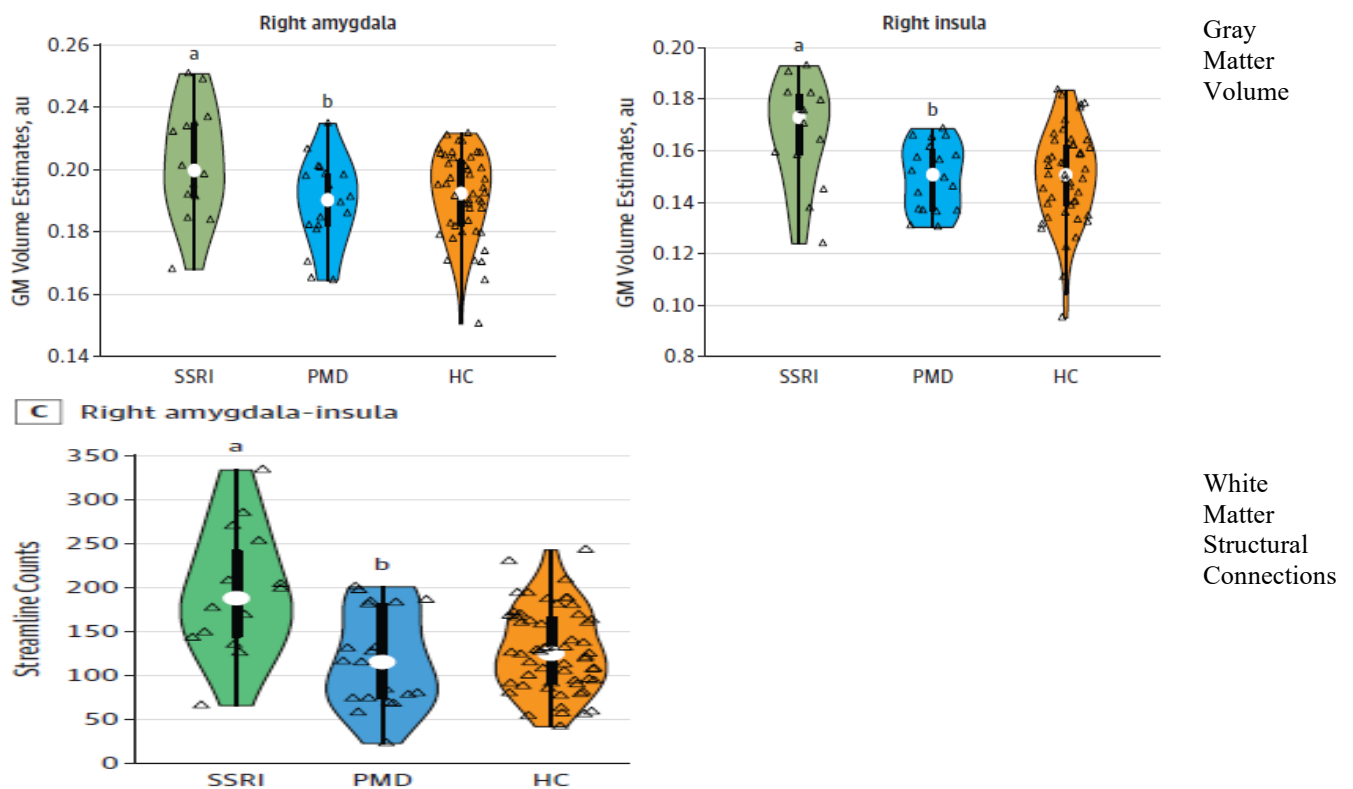 Right amygdala
0.26
0.24
0.20
0.18
0.16
0.14
GM Volume Estimates, au
a
b
SSRI PMD HC
Right insula
0.20
0.18
0.16
0.14
0.12
0.10
0.8
GM Volume Estimates, au
a
b
SSRI PMD HC
Gray
Matter
Volume
C Right amygdala-insula
350
300
250
200
150
100
50
0
Streamline Counts
a
b
SSRI PMD HC
White
Matter
Structural
Connections